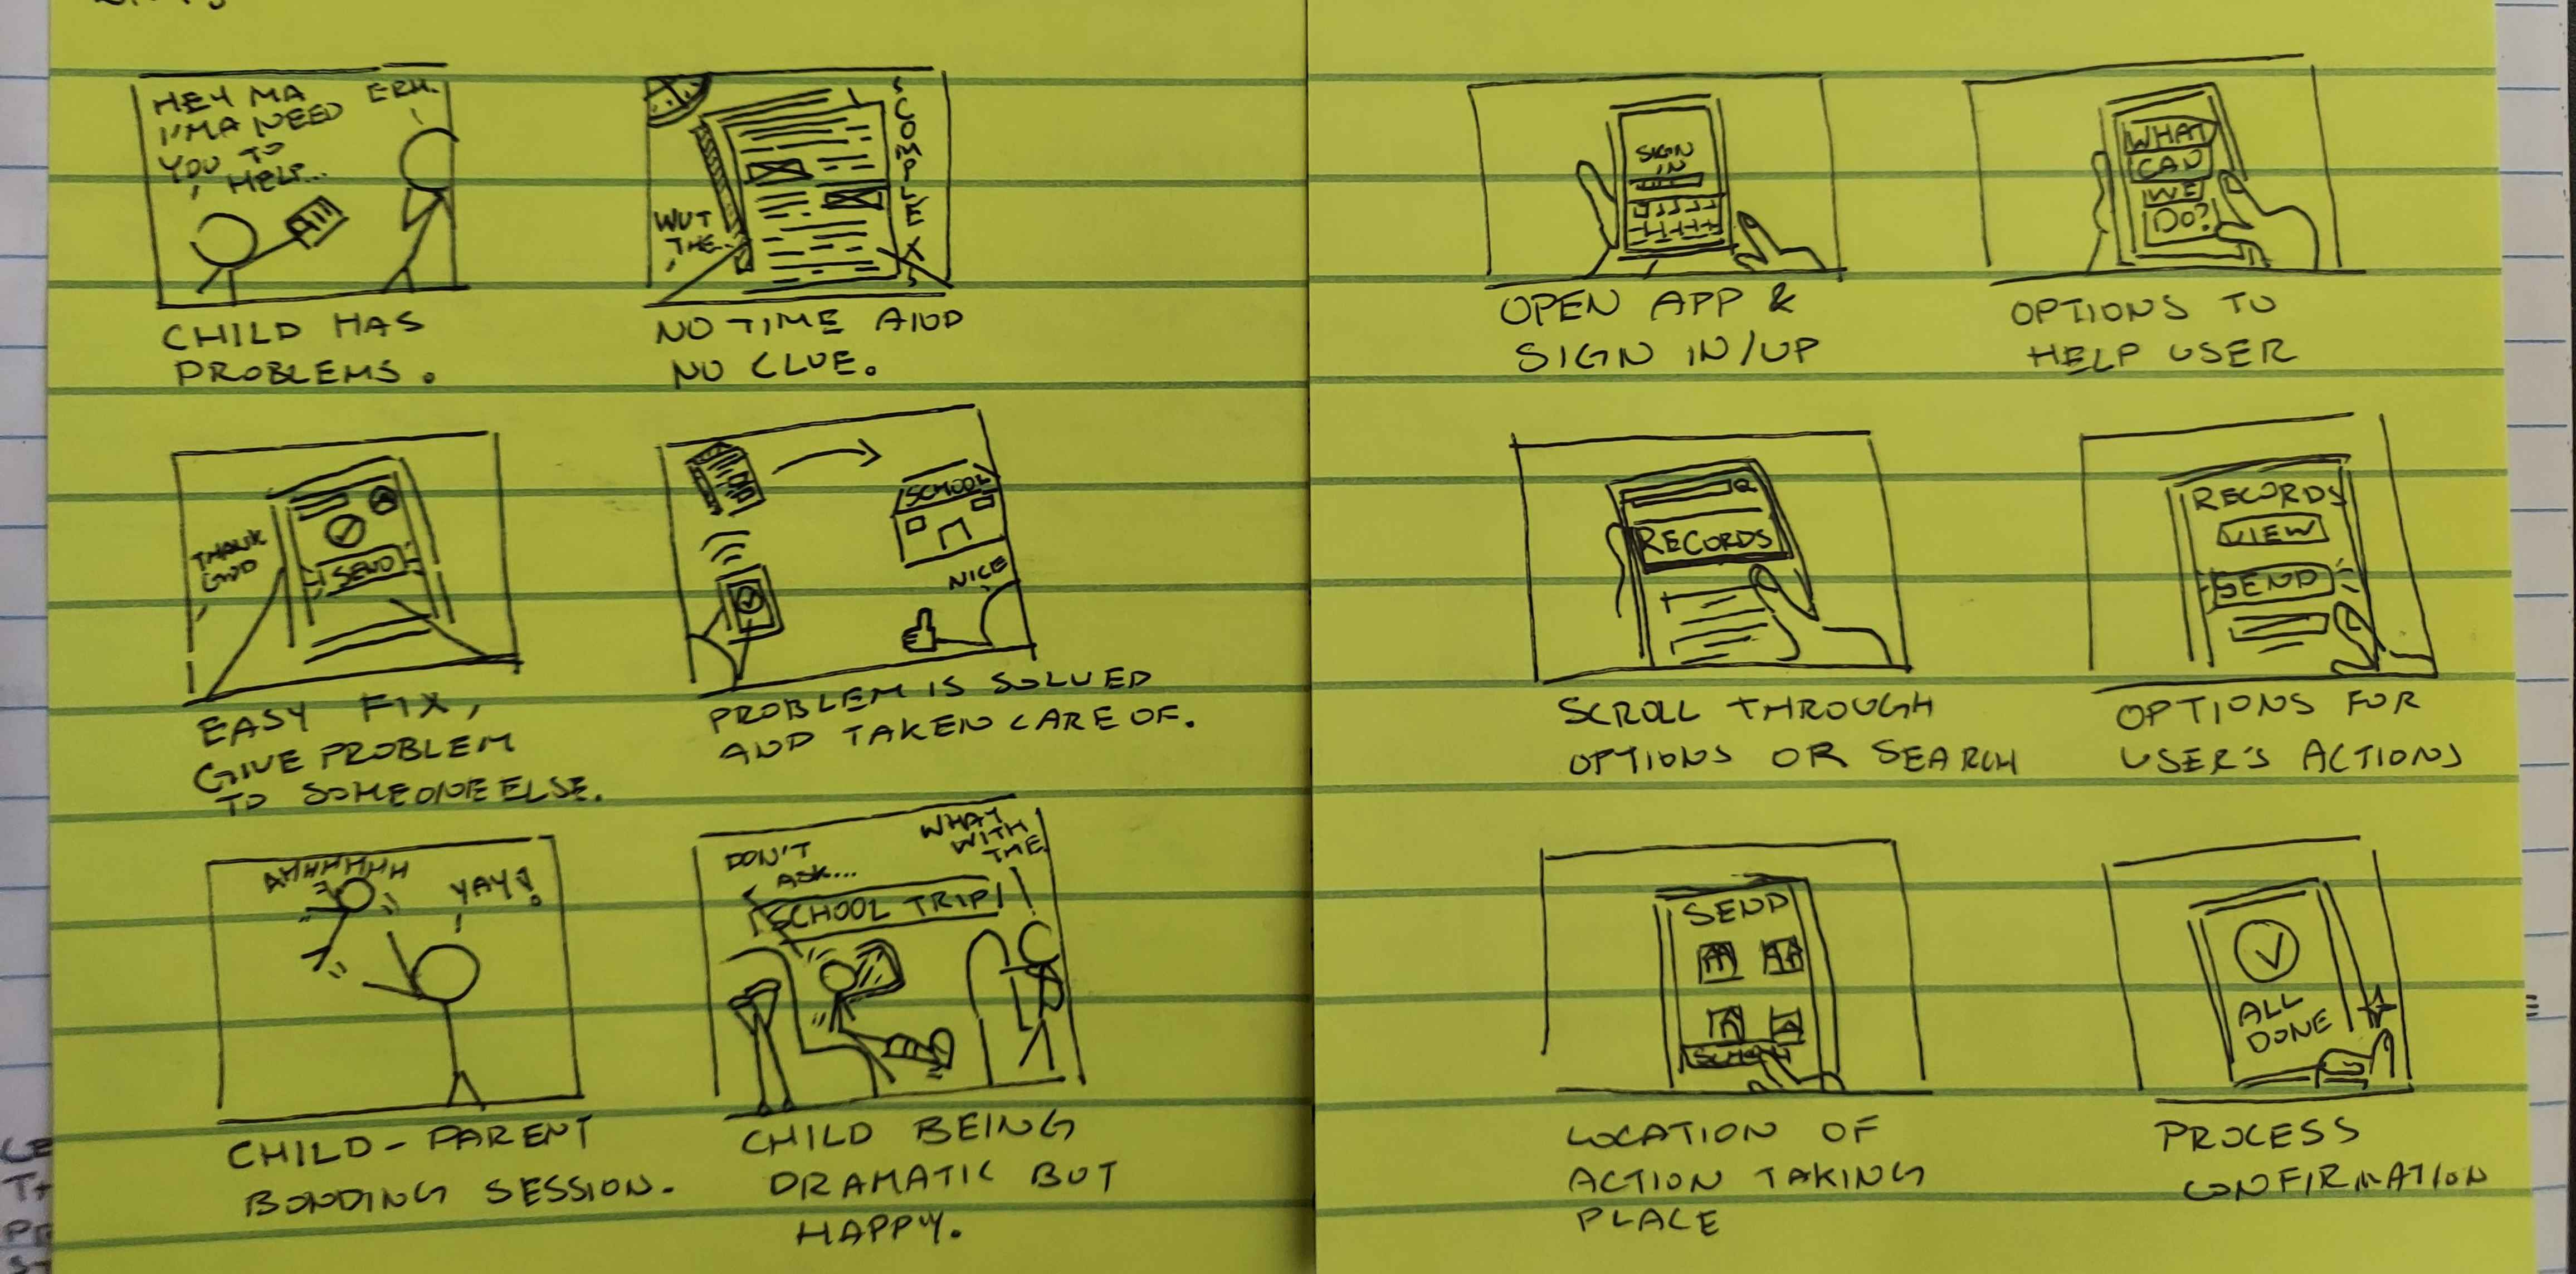 HEY MA
I'MA NEED
YOU TO
HELP...
ERM.
CHILD HAS
PROBLEMS.
WUT
THE..
COMPLEX
NO TIME AND
NO CLUE.
THANK
GOD
SEND
EASY FIX,
GIVE PROBLEM
TO SOMEONE ELSE.
SCHOOL
NICE
PROBLEM IS SOLVED
AND TAKEN CARE OF.
AHHHHHH
YAY!
CHILD-PARENT
BONDING SESSION.
DON'T
ASK...
WHAT
WITH
THE
SCHOOL TRIP
CHILD BEING
DRAMATIC BUT
HAPPY.
SIGN
IN
OPEN APP &
SIGN IN/UP
WHAT
CAN
WE
DO?
OPTIONS TO
HELP USER
RECORDS
SCROLL THROUGH
OPTIONS OR SEARCH
RECORDS
VIEW
SEND
OPTIONS FOR
USER'S ACTIONS
SEND
SCHOOL
LOCATION OF
ACTION TAKING
PLACE
ALL
DONE
PROCESS
CONFIRMATION